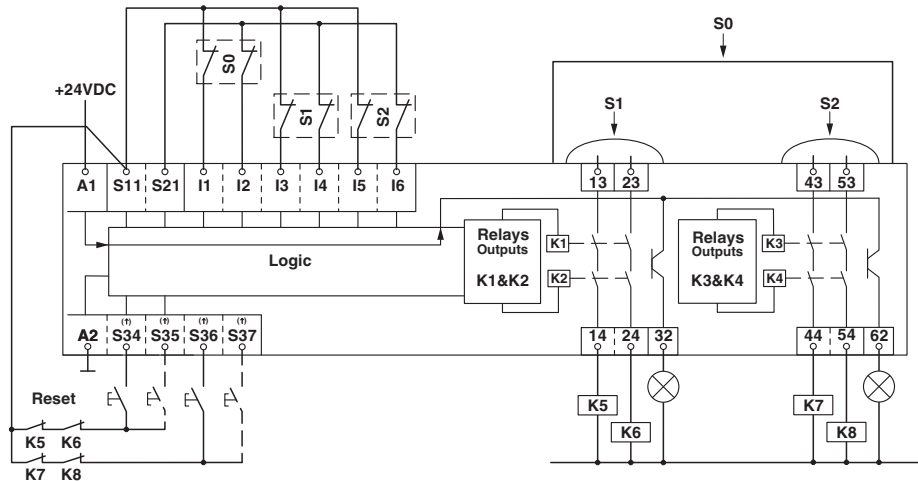 S0
S0
S1
S2
+24VDC
S1
S2
A1 S11 S21 I1 I2 I3 I4 I5 I6
13 23
43 53
Logic
Relays
Outputs
K1&K2
K1
K2
Relays
Outputs
K3&K4
K3
K4
A2 S34 S35 S36 S37
(↑) (↑) (↑) (↑)
14 24 32
44 54 62
Reset
K5 K6
K7 K8
K5
K6
K7
K8